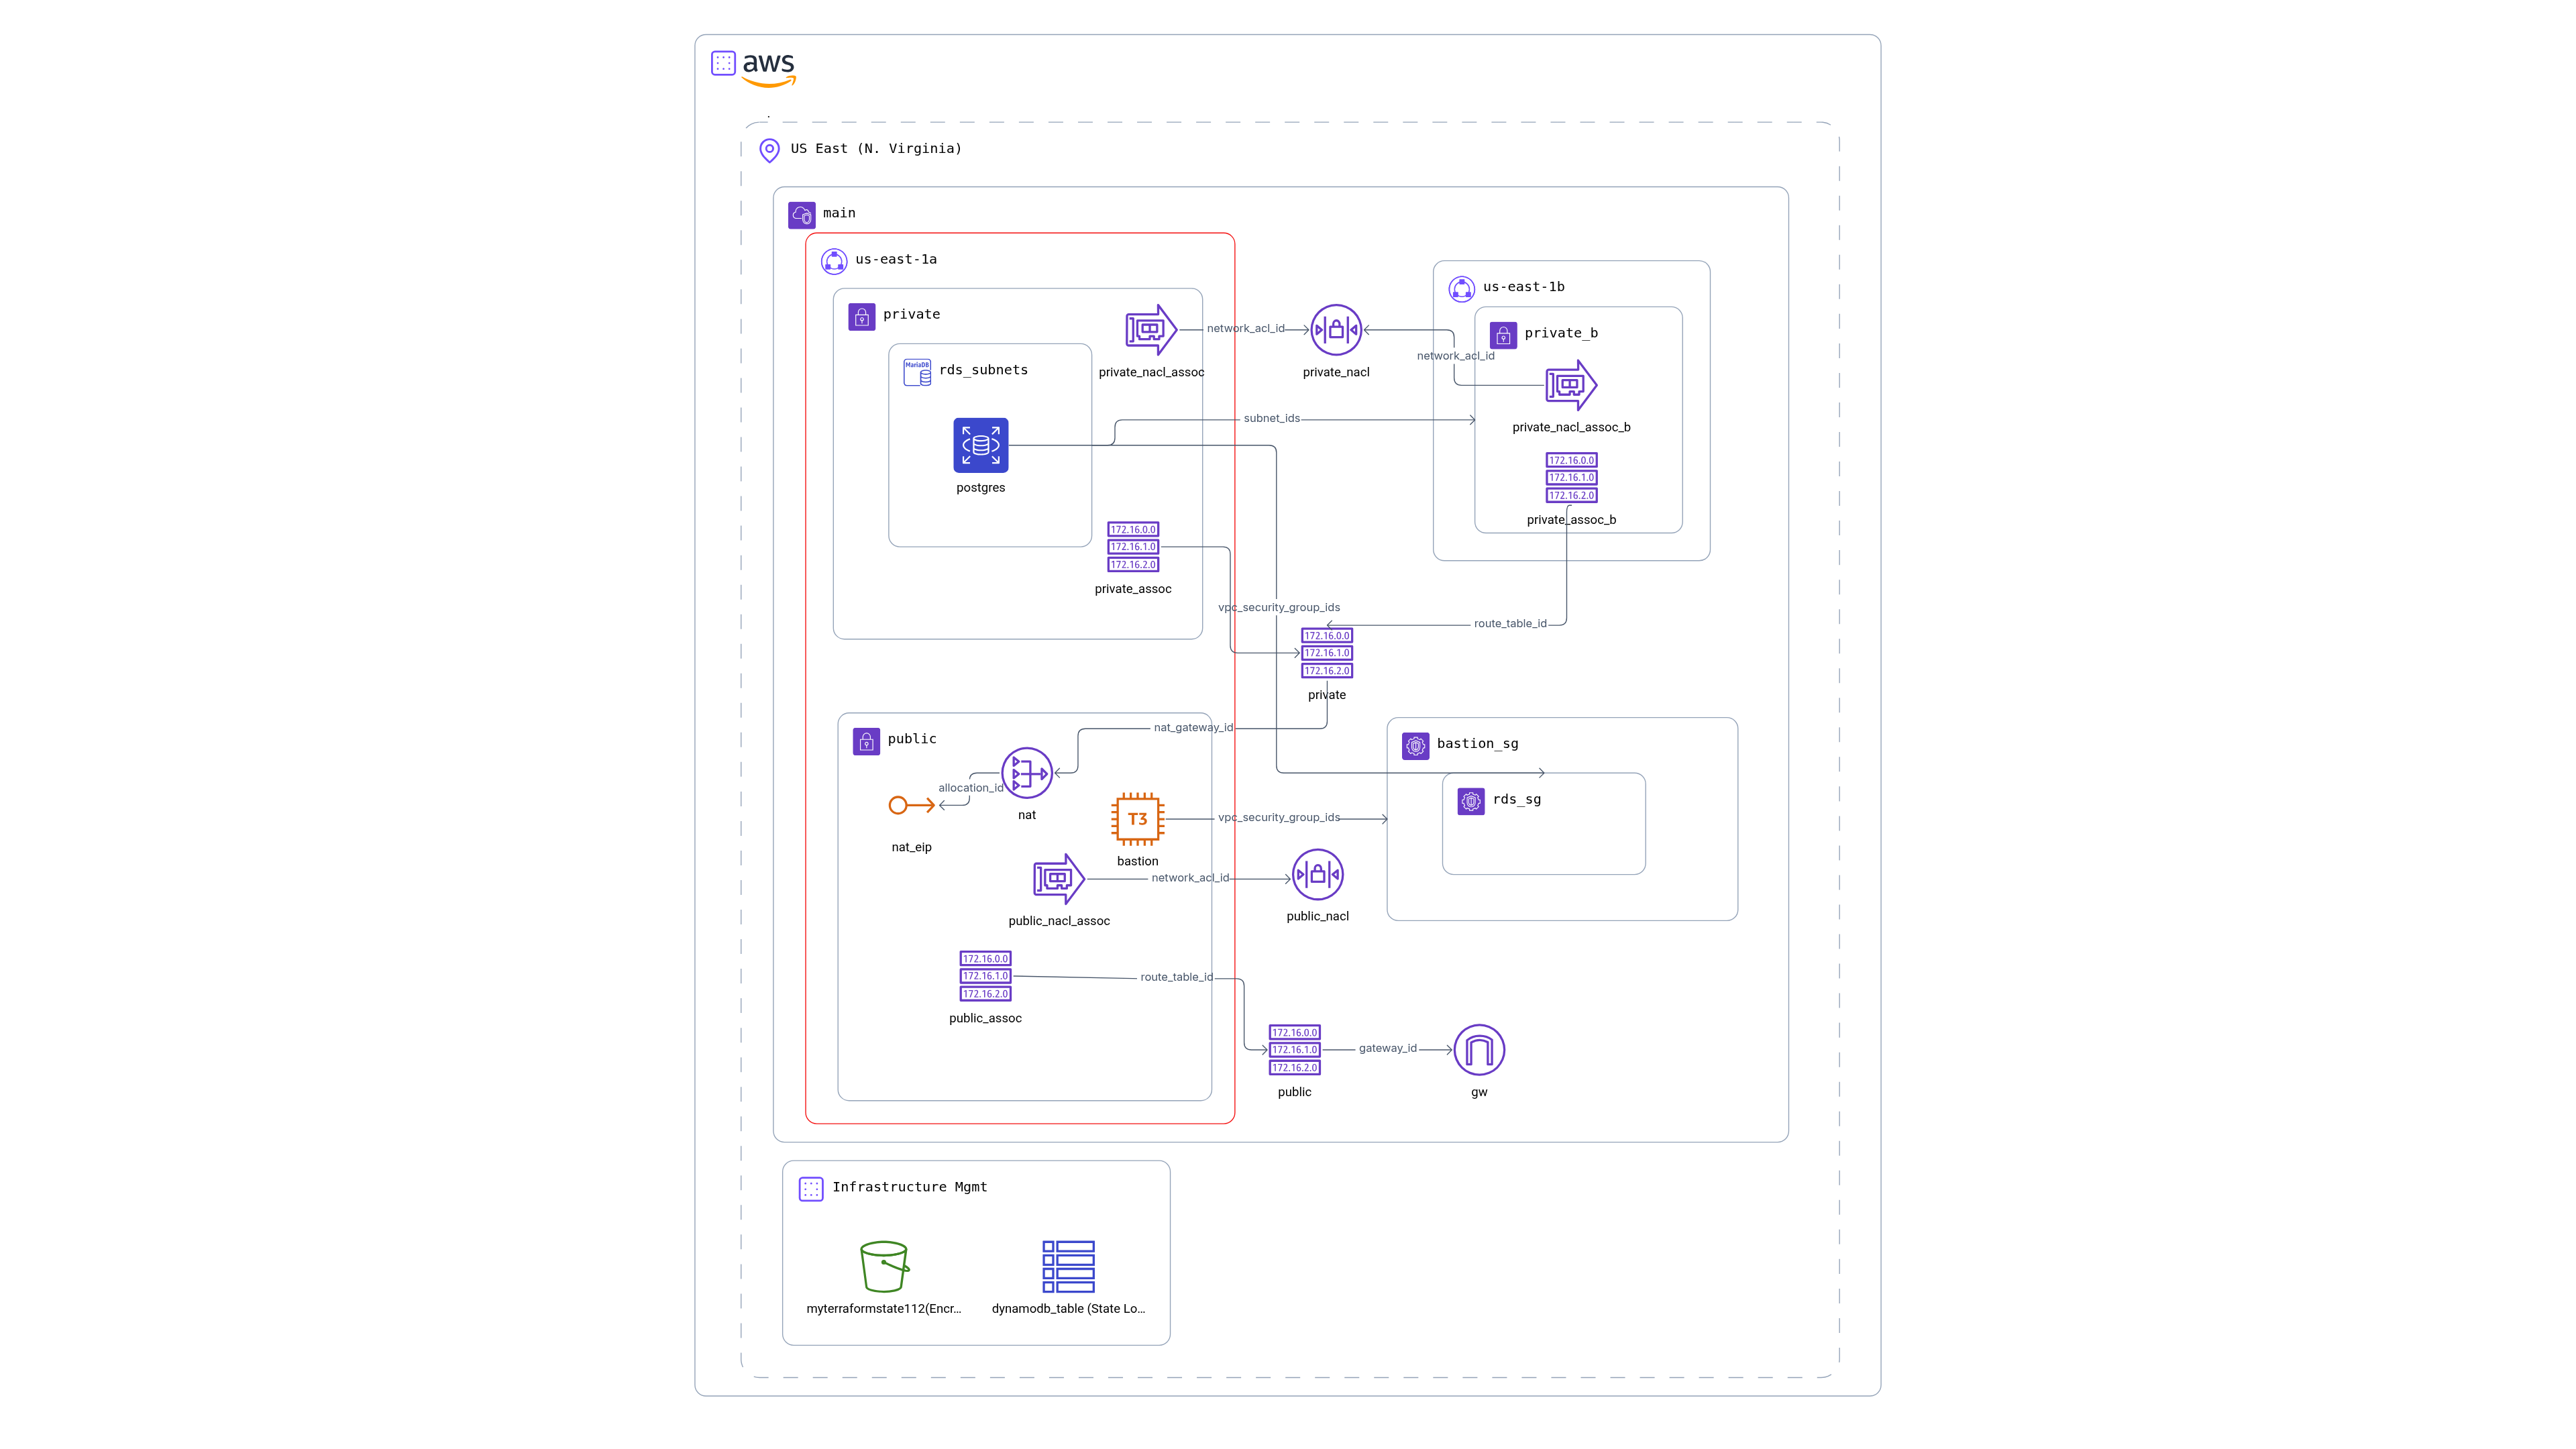 aws
US East (N. Virginia)
main
us-east-1a
private
MariaDB
rds_subnets
postgres
private_nacl_assoc
network_acl_id
private_nacl
us-east-1b
private_b
network_acl_id
private_nacl_assoc_b
subnet_ids
172.16.0.0
172.16.1.0
172.16.2.0
private_assoc_b
172.16.0.0
172.16.1.0
172.16.2.0
private_assoc
vpc_security_group_ids
route_table_id
172.16.0.0
172.16.1.0
172.16.2.0
private
nat_gateway_id
public
nat
allocation_id
nat_eip
T3
bastion
vpc_security_group_ids
bastion_sg
rds_sg
public_nacl_assoc
network_acl_id
public_nacl
172.16.0.0
172.16.1.0
172.16.2.0
public_assoc
route_table_id
172.16.0.0
172.16.1.0
172.16.2.0
public
gateway_id
gw
Infrastructure Mgmt
myterraformstate112(Encr...
dynamodb_table (State Lo...